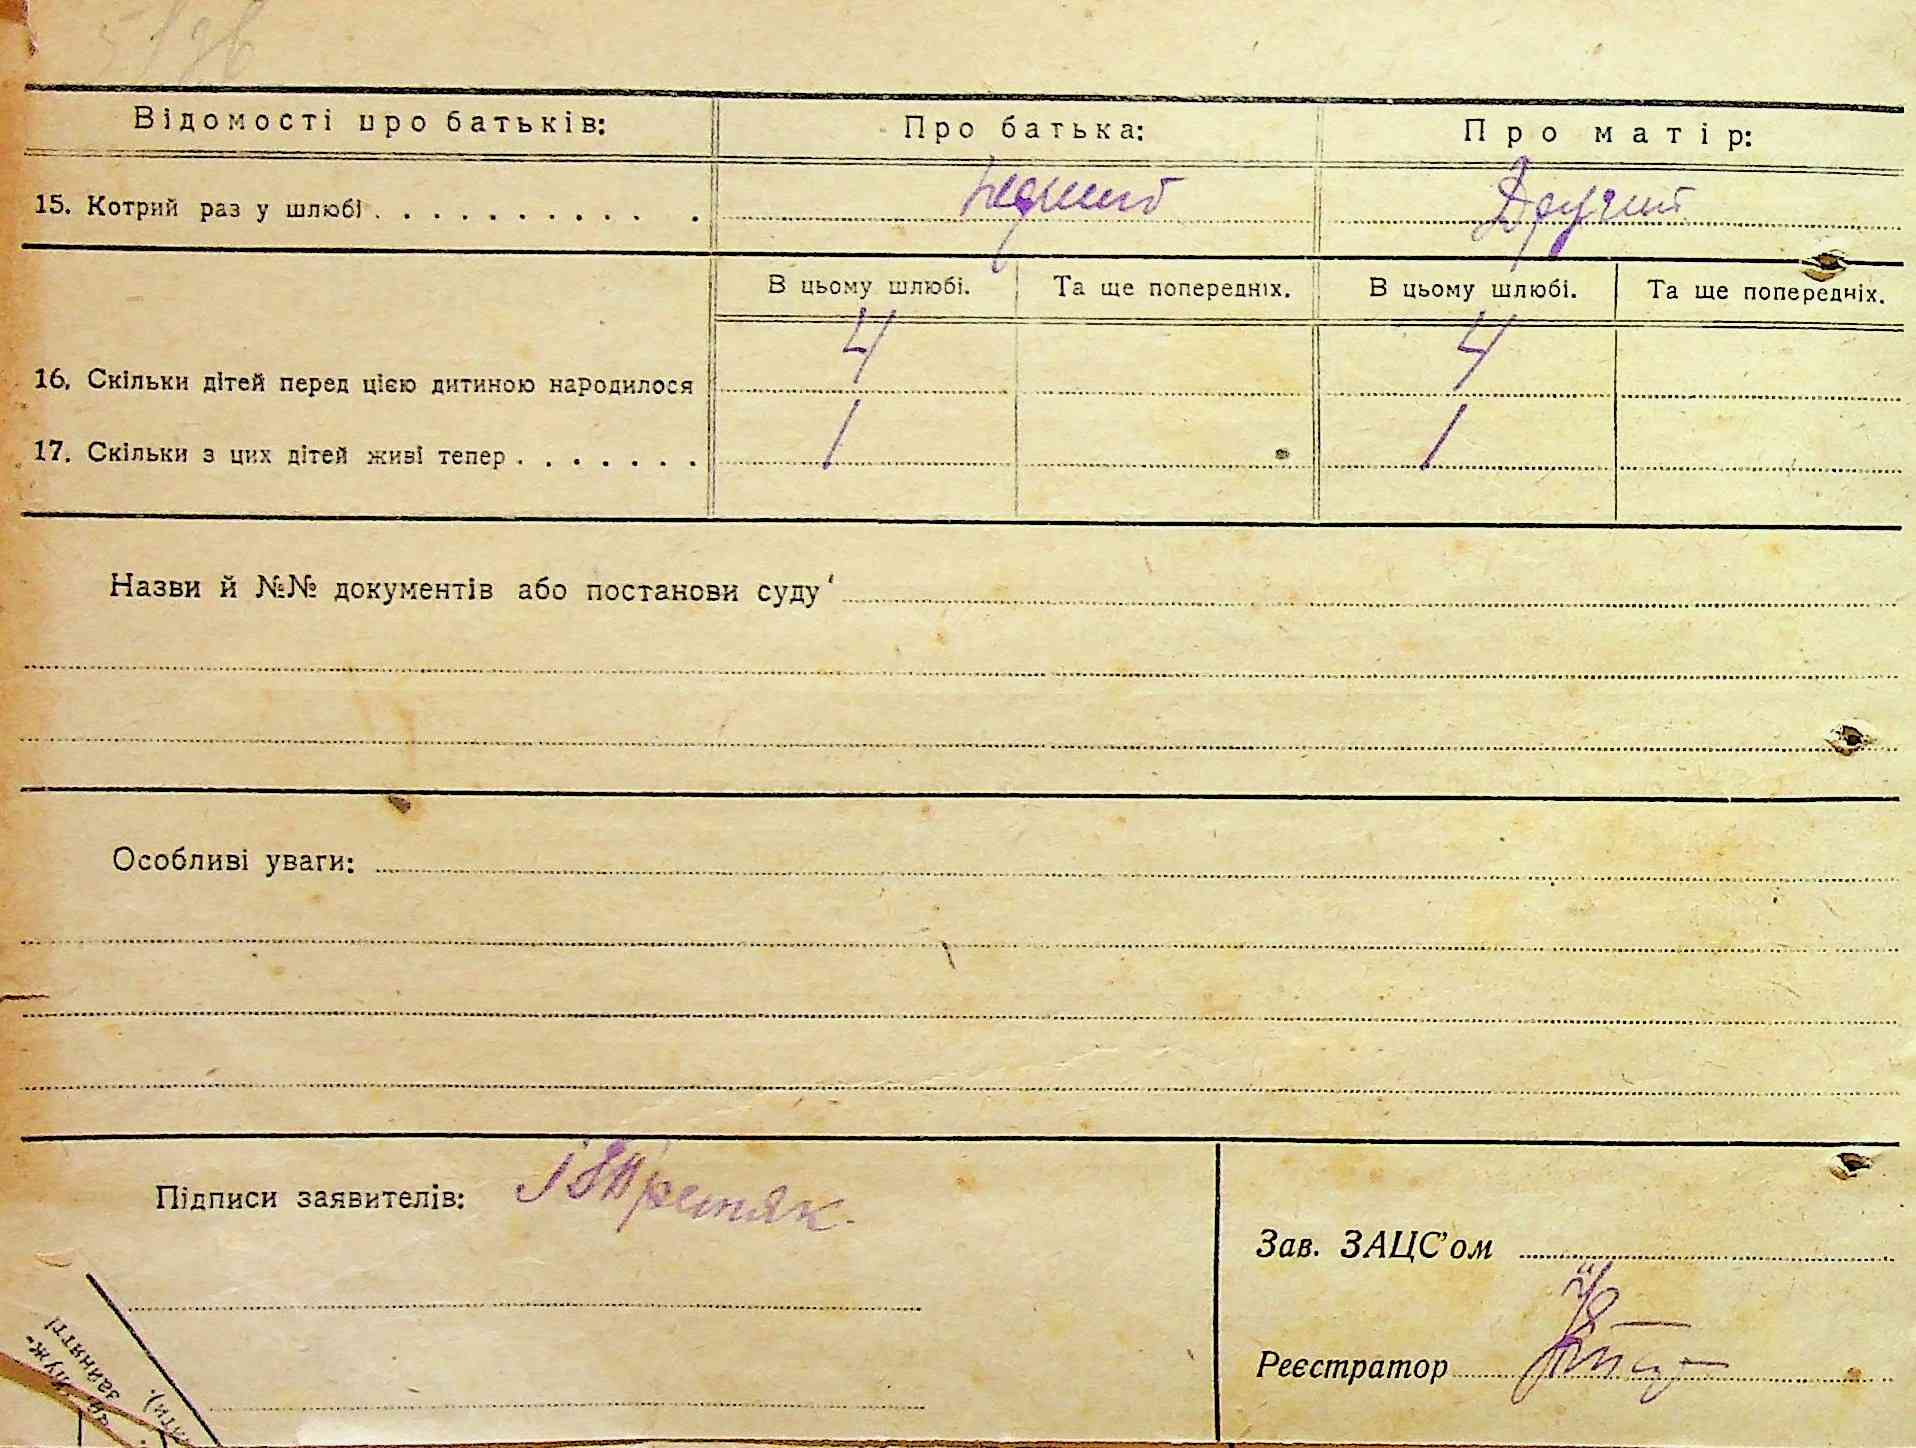 Відомості про батьків: Про батька: Про матір:
15. Котрий раз у шлюбі . . . . . . . . . . . . Другий
В цьому шлюбі. Та ще попередніх. В цьому шлюбі. Та ще попередніх.
16. Скільки дітей перед цією дитиною народилося 4 4
17. Скільки з цих дітей живі тепер . . . . . . . 1 1
Назви й №№ документів або постанови суду
Особливі уваги:
Підписи заявителів: Третяк
Зав. ЗАЦС'ом
Реєстратор